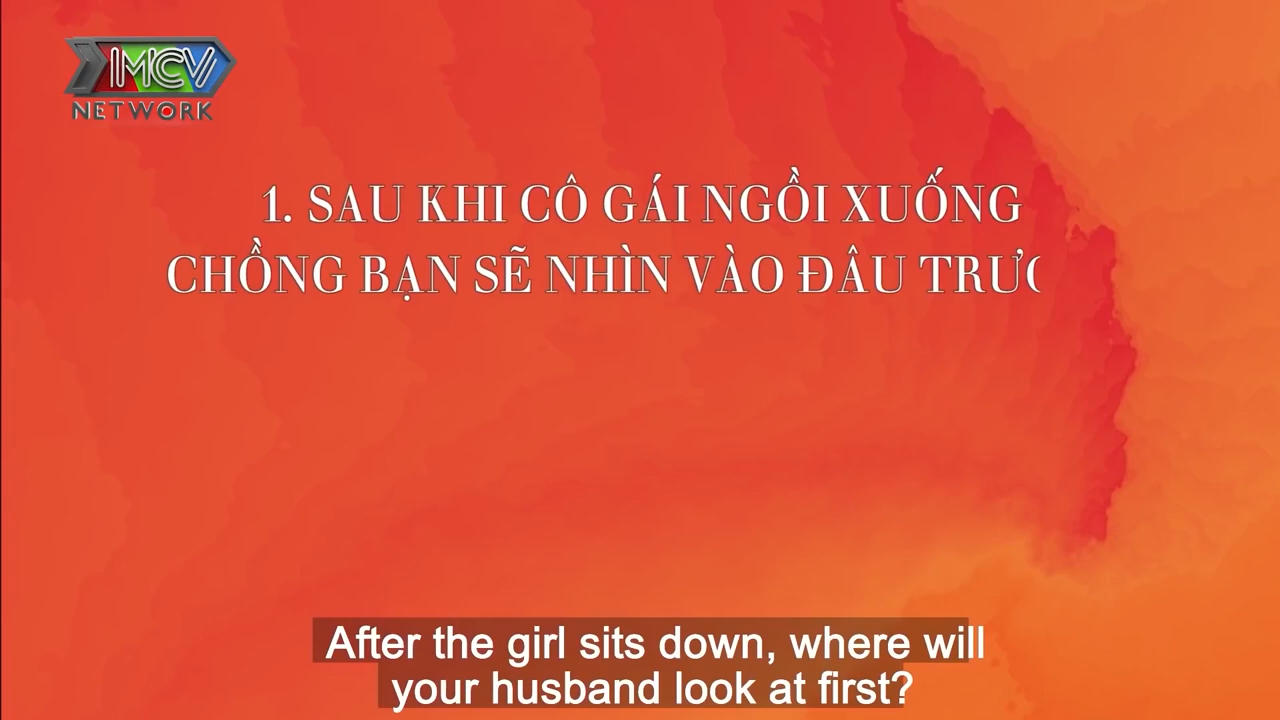 MCV
NETWORK
1. SAU KHI CÔ GÁI NGỒI XUỐNG
CHỒNG BẠN SẼ NHÌN VÀO ĐÂU
After the girl sits down, where will
your husband look at first?